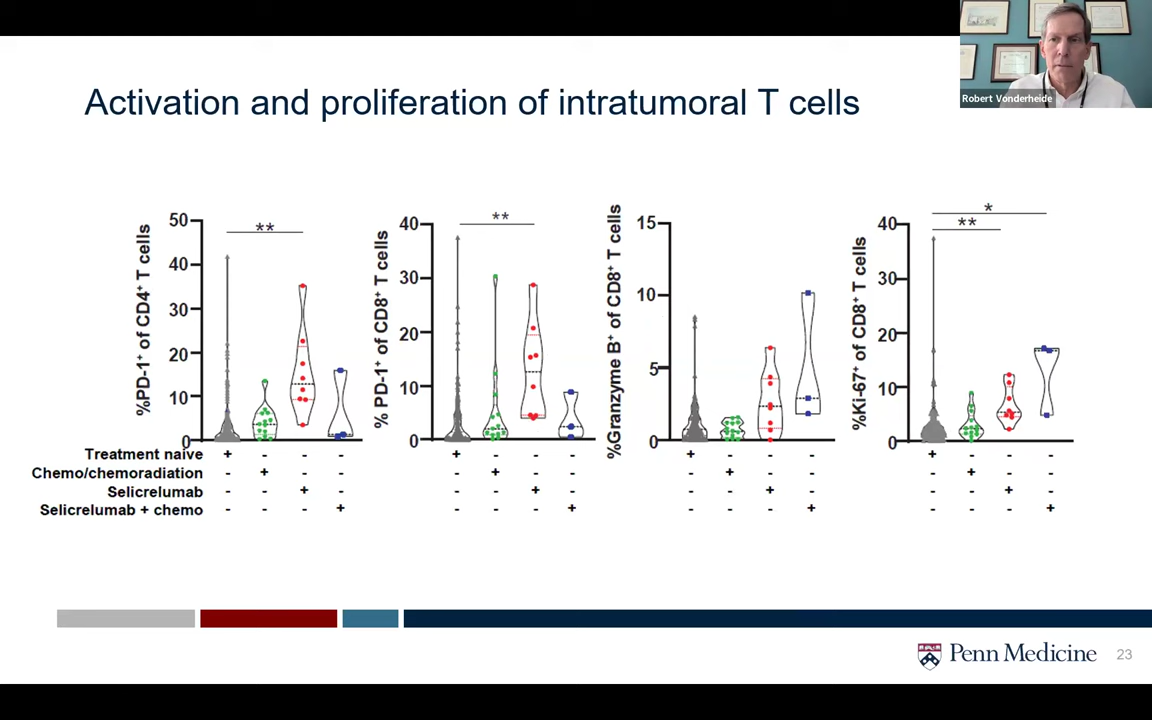 Robert Vonderheide
Activation and proliferation of intratumoral T cells
%PD-1⁺ of CD4⁺ T cells
50
40
30
20
10
0
**
% PD-1⁺ of CD8⁺ T cells
40
30
20
10
0
**
%Granzyme B⁺ of CD8⁺ T cells
15
10
5
0
%Ki-67⁺ of CD8⁺ T cells
40
30
20
10
0
*
**
Treatment naive + - - - + - - - + - - - + - - -
Chemo/chemoradiation - + - - - + - - - + - - - + - -
Selicrelumab - - + - - - + - - - + - - - + -
Selicrelumab + chemo - - - + - - - + - - - + - - - +
Penn Medicine 23